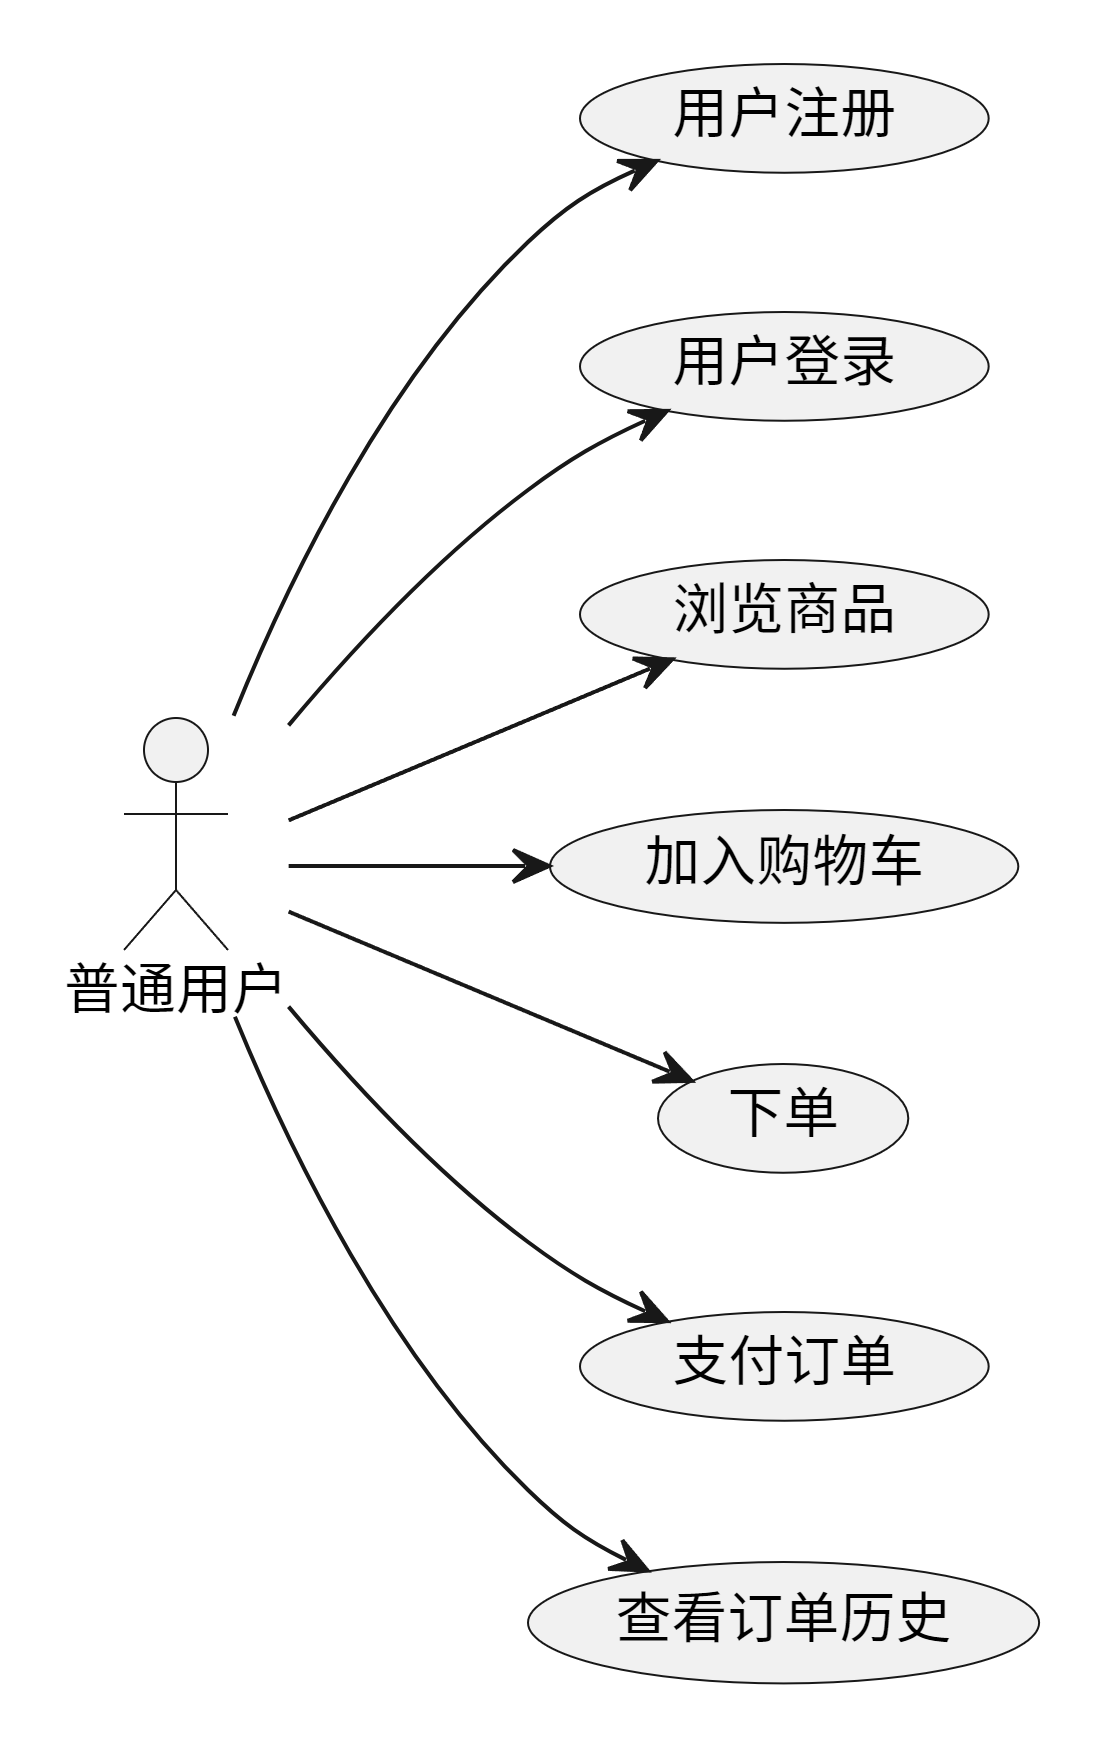 用户注册
用户登录
浏览商品
加入购物车
普通用户
下单
支付订单
查看订单历史